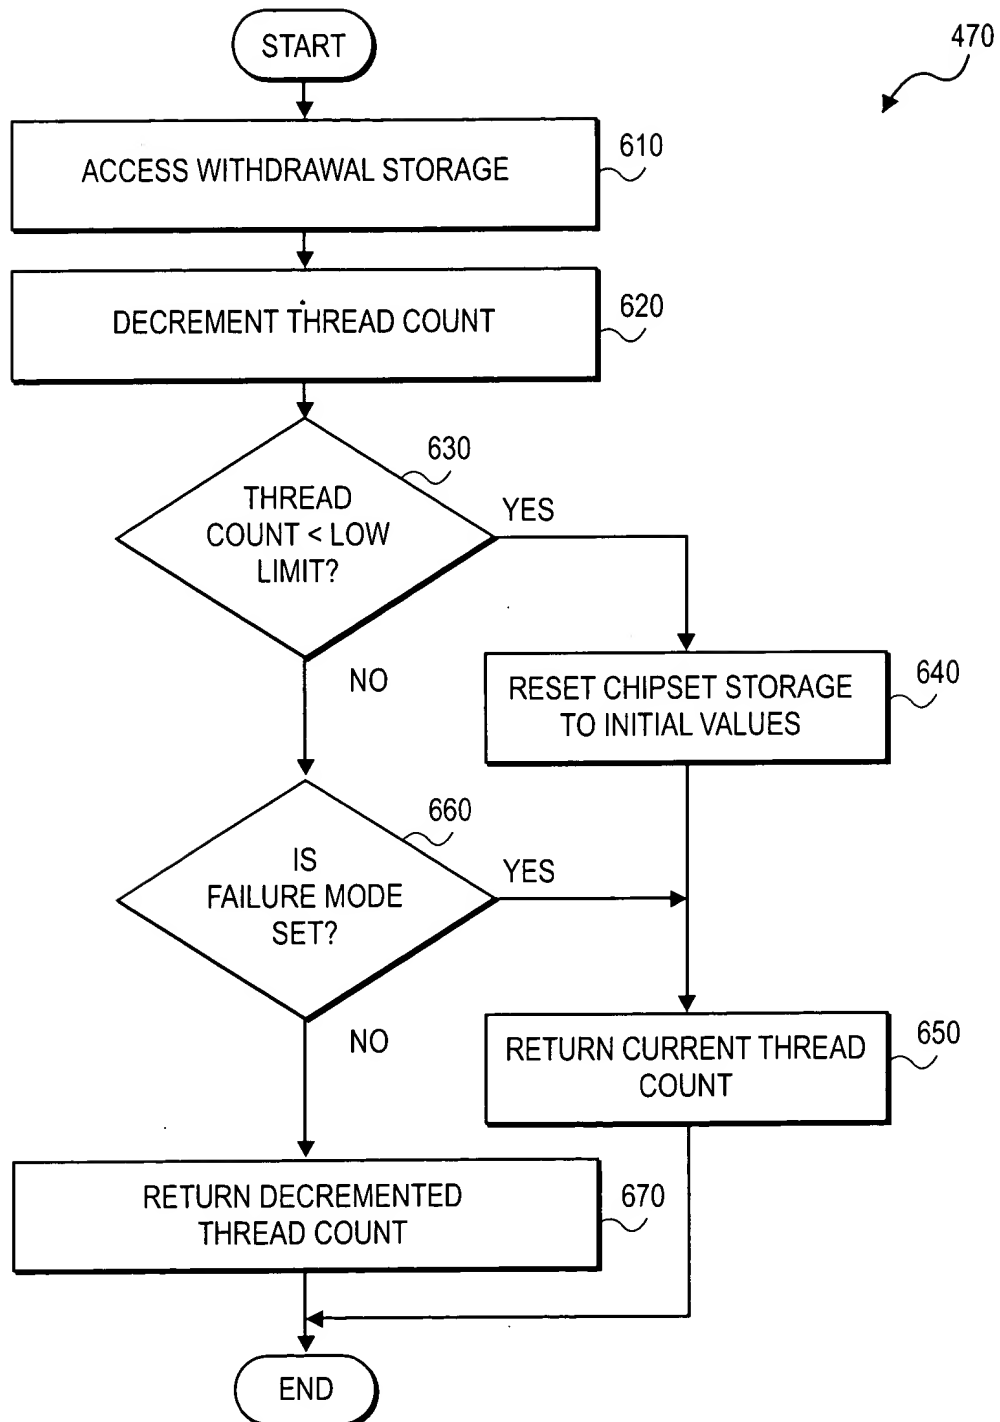 START
470
ACCESS WITHDRAWAL STORAGE
610
DECREMENT THREAD COUNT
620
630
THREAD
COUNT < LOW
LIMIT?
YES
NO
RESET CHIPSET STORAGE
TO INITIAL VALUES
640
660
IS
FAILURE MODE
SET?
YES
NO
RETURN CURRENT THREAD
COUNT
650
RETURN DECREMENTED
THREAD COUNT
670
END